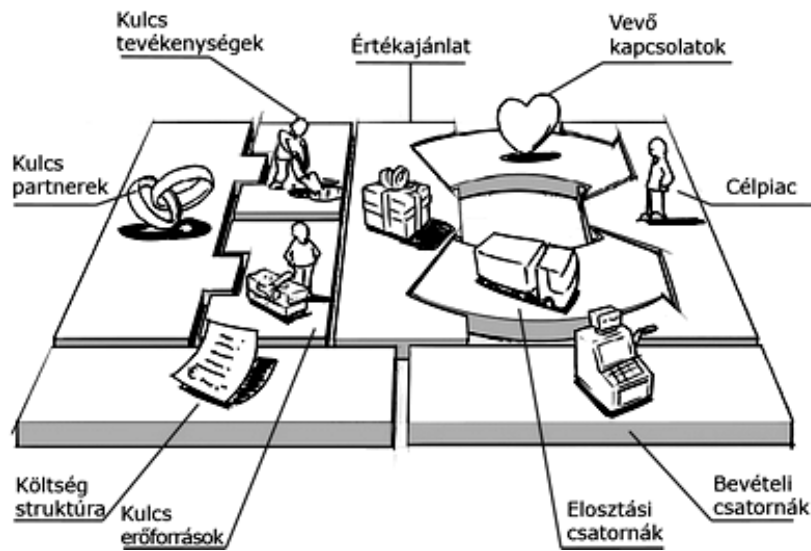 Kulcs
tevékenységek
Értékajánlat
Vevő
kapcsolatok
Kulcs
partnerek
Célpiac
Költség
struktúra
Kulcs
erőforrások
Elosztási
csatornák
Bevételi
csatornák